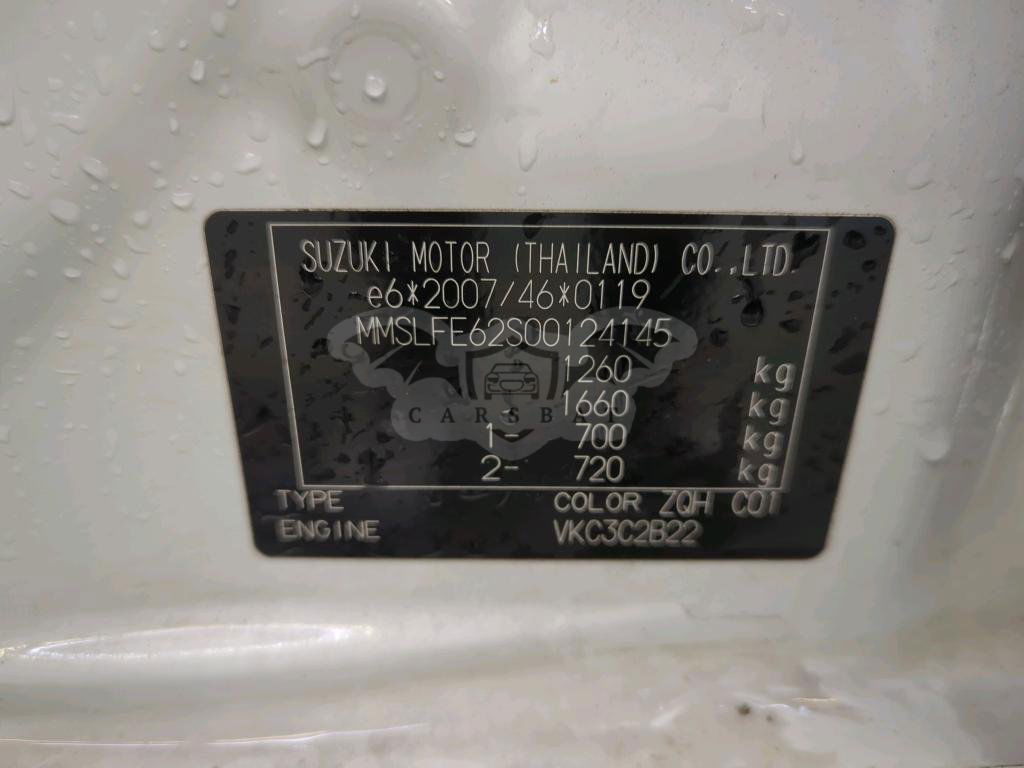 SUZUKI MOTOR (THAILAND) CO.,LTD.
e6*2007/46*0119
MMSLFE62S00124145
1260 kg
1660 kg
1- 700 kg
2- 720 kg
TYPE COLOR ZQH C01
ENGINE VKC3C2B22
CARSBAT